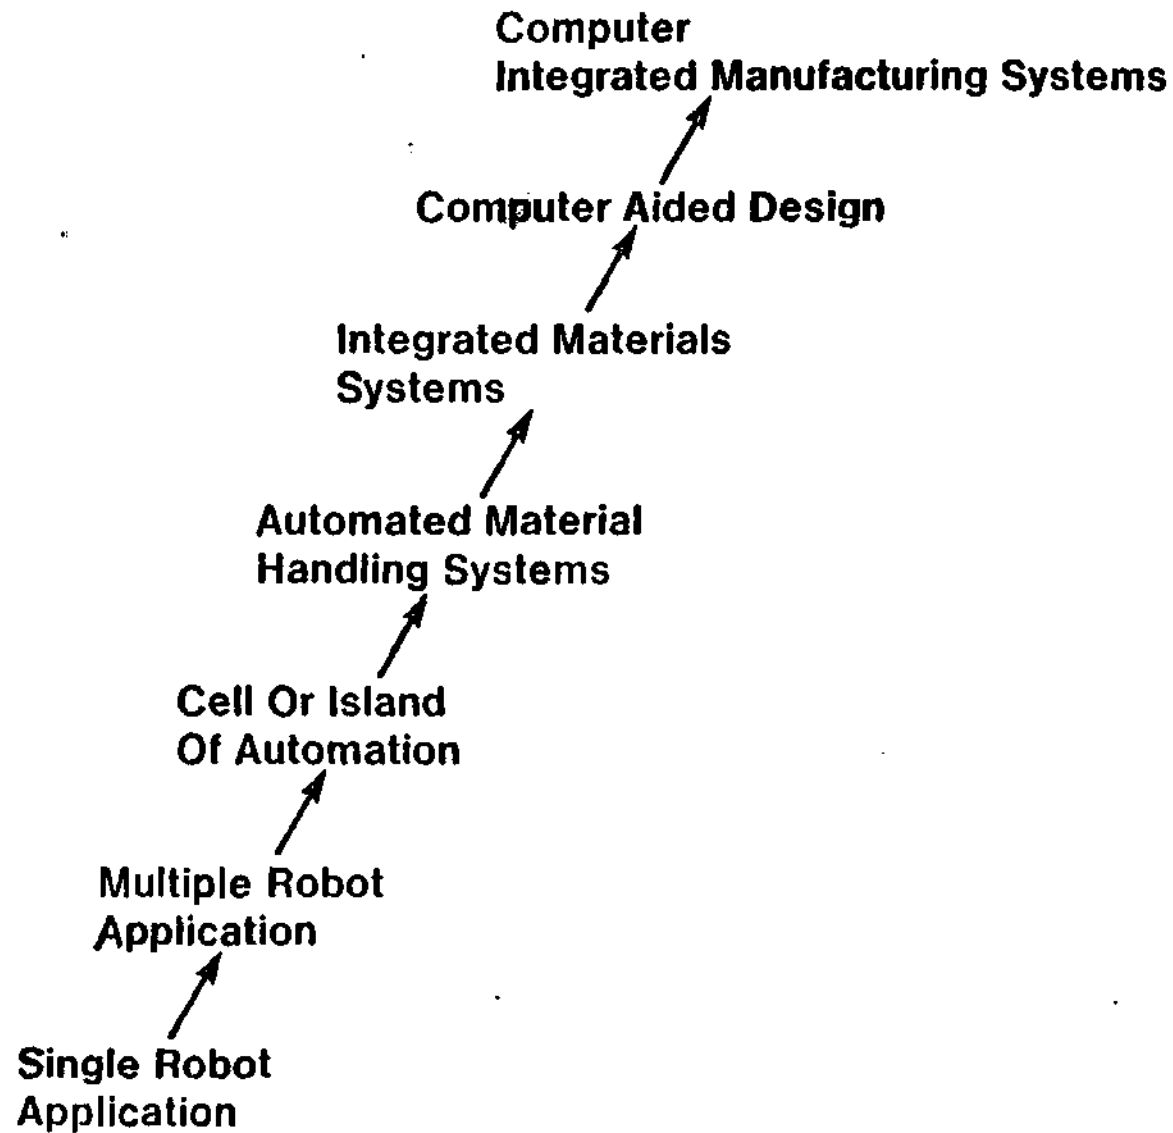 Computer
Integrated Manufacturing Systems
Computer Aided Design
Integrated Materials
Systems
Automated Material
Handling Systems
Cell Or Island
Of Automation
Multiple Robot
Application
Single Robot
Application